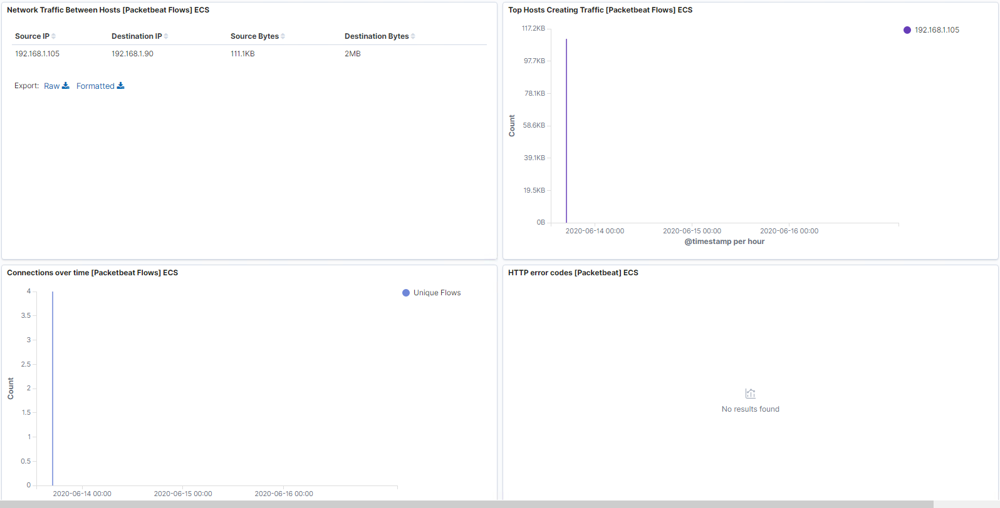 Network Traffic Between Hosts [Packetbeat Flows] ECS
Source IP Destination IP Source Bytes Destination Bytes
192.168.1.105 192.168.1.90 111.1KB 2MB
Export: Raw Formatted
Top Hosts Creating Traffic [Packetbeat Flows] ECS
192.168.1.105
117.2KB
97.7KB
78.1KB
58.6KB
39.1KB
19.5KB
0B
Count
2020-06-14 00:00 2020-06-15 00:00 2020-06-16 00:00
@timestamp per hour
Connections over time [Packetbeat Flows] ECS
Unique Flows
4
3.5
3
2.5
2
1.5
1
0.5
0
Count
2020-06-14 00:00 2020-06-15 00:00 2020-06-16 00:00
HTTP error codes [Packetbeat] ECS
No results found